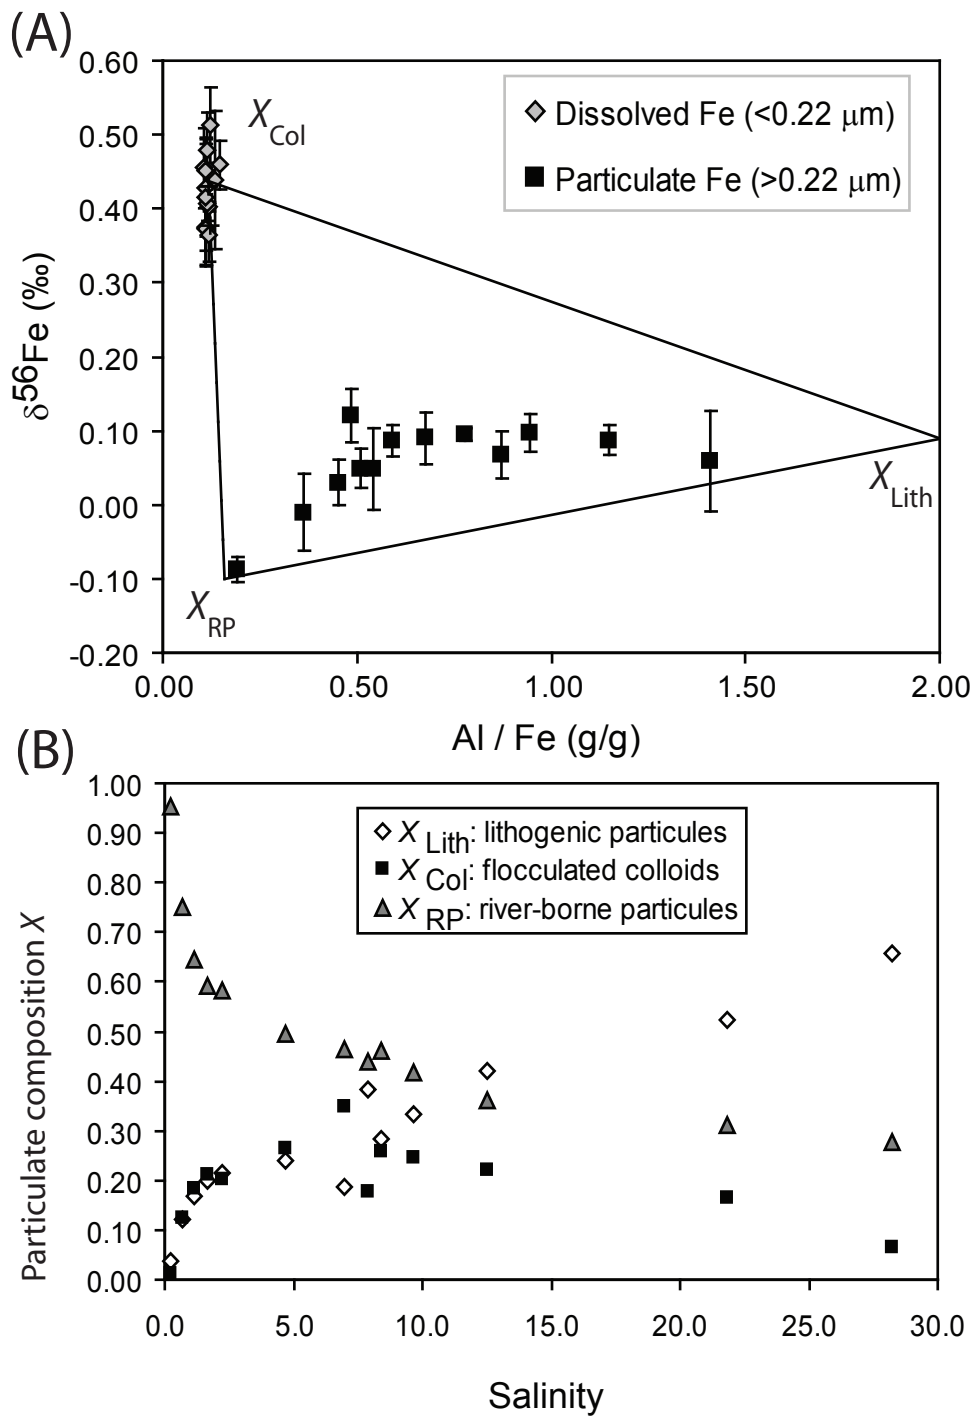 (A)
0.60
0.50
0.40
0.30
0.20
0.10
0.00
-0.10
-0.20
δ56Fe (‰)
XCol
Dissolved Fe (<0.22 μm)
Particulate Fe (>0.22 μm)
XLith
XRP
0.00 0.50 1.00 1.50 2.00
Al / Fe (g/g)
(B)
1.00
0.90
0.80
0.70
0.60
0.50
0.40
0.30
0.20
0.10
0.00
Particulate composition X
X Lith: lithogenic particules
X Col: flocculated colloids
X RP: river-borne particules
0.0 5.0 10.0 15.0 20.0 25.0 30.0
Salinity